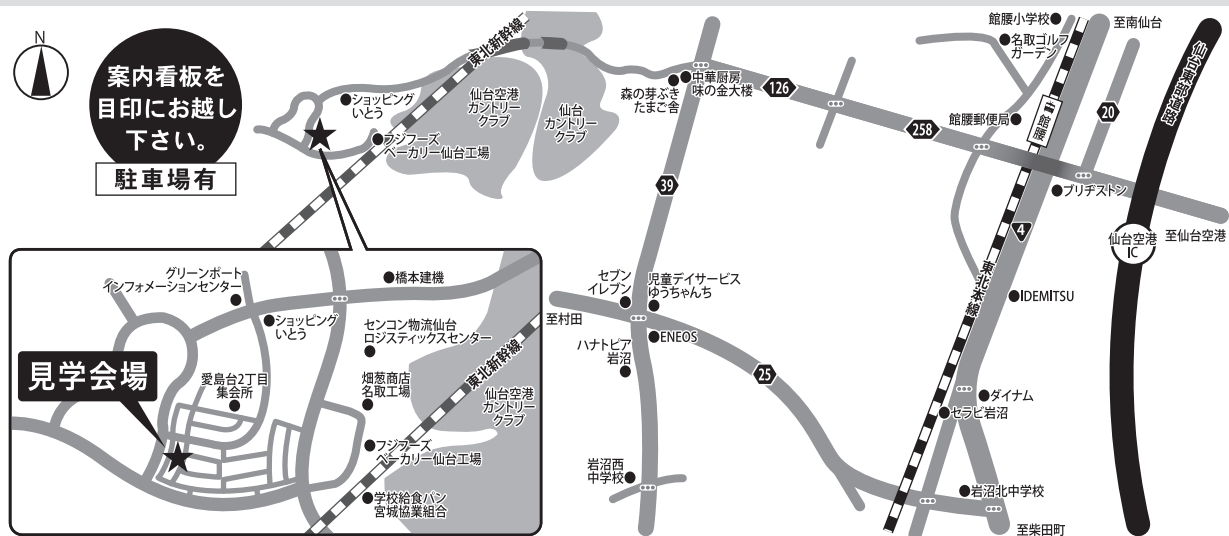 N
案内看板を
目印にお越し
下さい。
駐車場有
ショッピング
いとう
フジフーズ
ベーカリー仙台工場
東北新幹線
仙台空港
カントリー
クラブ
仙台
カントリー
クラブ
森の芽ぶき
たまご舎
中華厨房
味の金太楼
126
258
39
館腰小学校
名取ゴルフ
ガーデン
至南仙台
館腰郵便局
館腰
20
仙台東部道路
ブリヂストン
4
仙台空港
IC
至仙台空港
東北本線
IDEMITSU
セブン
イレブン
児童デイサービス
ゆうちゃんち
至村田
ENEOS
ハナトピア
岩沼
25
ダイナム
セラビ岩沼
岩沼西
中学校
岩沼北中学校
至柴田町
グリーンポート
インフォメーションセンター
橋本建機
ショッピング
いとう
センコン物流仙台
ロジスティックスセンター
東北新幹線
見学会場
愛島台2丁目
集会所
畑惣商店
名取工場
仙台空港
カントリー
クラブ
フジフーズ
ベーカリー仙台工場
学校給食パン
宮城協業組合